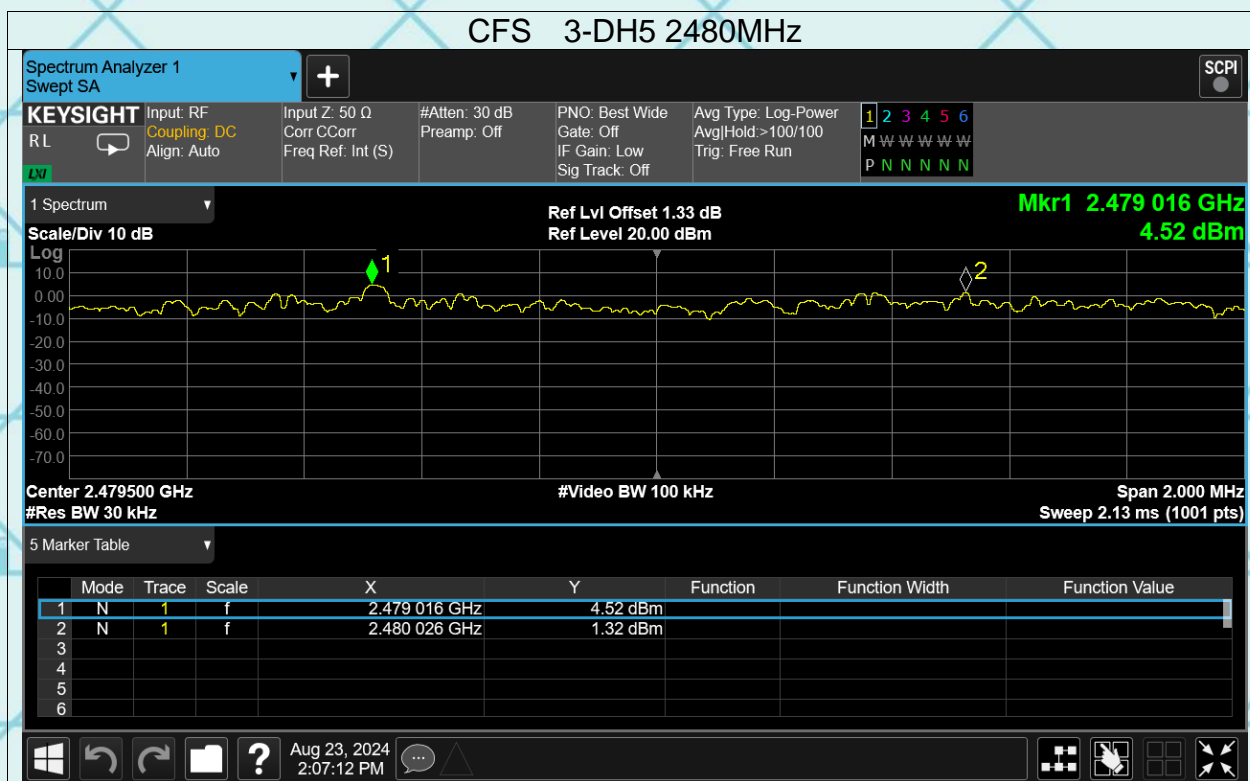 CFS 3-DH5 2480MHz
Spectrum Analyzer 1
Swept SA
+
SCPI
KEYSIGHT
RL
LXI
Input: RF
Coupling: DC
Align: Auto
Input Z: 50 Ω
Corr CCorr
Freq Ref: Int (S)
#Atten: 30 dB
Preamp: Off
PNO: Best Wide
Gate: Off
IF Gain: Low
Sig Track: Off
Avg Type: Log-Power
Avg|Hold:>100/100
Trig: Free Run
1 2 3 4 5 6
M W W W W W
P N N N N N
1 Spectrum
Scale/Div 10 dB
Ref Lvl Offset 1.33 dB
Ref Level 20.00 dBm
Mkr1 2.479 016 GHz
4.52 dBm
Log
10.0
0.00
-10.0
-20.0
-30.0
-40.0
-50.0
-60.0
-70.0
1
2
Center 2.479500 GHz
#Res BW 30 kHz
#Video BW 100 kHz
Span 2.000 MHz
Sweep 2.13 ms (1001 pts)
5 Marker Table
Mode Trace Scale X Y Function Function Width Function Value
1 N 1 f 2.479 016 GHz 4.52 dBm
2 N 1 f 2.480 026 GHz 1.32 dBm
3
4
5
6
?
Aug 23, 2024
2:07:12 PM